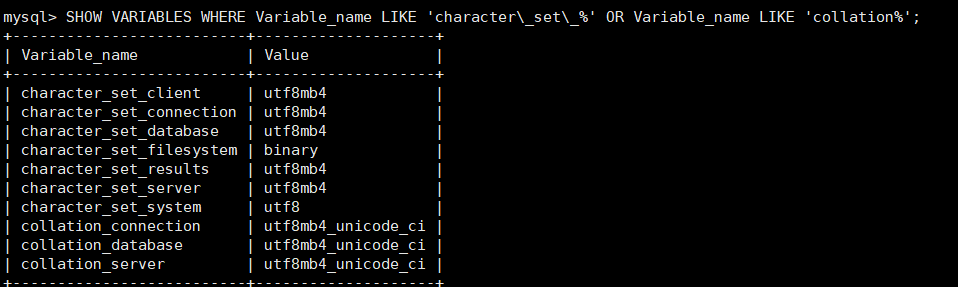 mysql> SHOW VARIABLES WHERE Variable_name LIKE 'character\_set\_%' OR Variable_name LIKE 'collation%';
+--------------------------+--------------------+
| Variable_name            | Value              |
+--------------------------+--------------------+
| character_set_client     | utf8mb4            |
| character_set_connection | utf8mb4            |
| character_set_database   | utf8mb4            |
| character_set_filesystem | binary             |
| character_set_results    | utf8mb4            |
| character_set_server     | utf8mb4            |
| character_set_system     | utf8               |
| collation_connection     | utf8mb4_unicode_ci |
| collation_database       | utf8mb4_unicode_ci |
| collation_server         | utf8mb4_unicode_ci |
+--------------------------+--------------------+